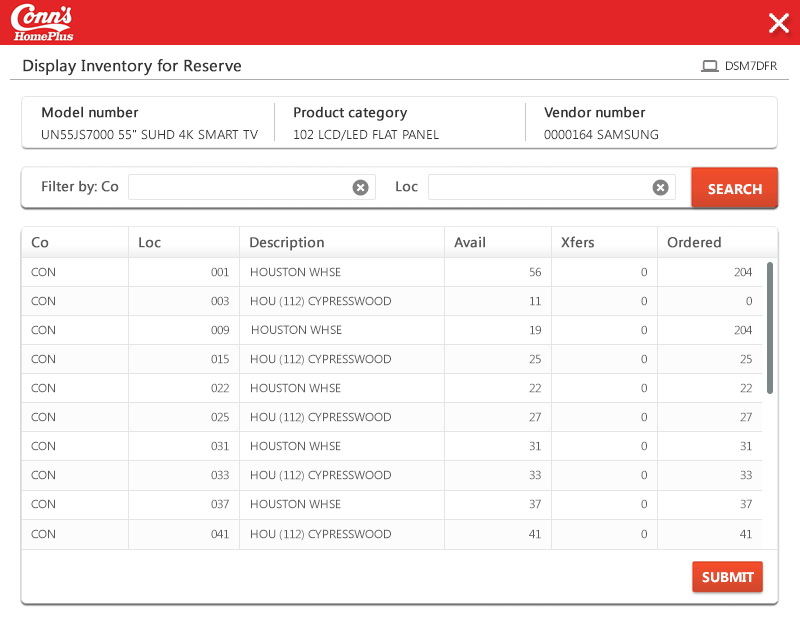 Conn's
HomePlus
Display Inventory for Reserve
DSM7DFR
Model number
UN55JS7000 55" SUHD 4K SMART TV
Product category
102 LCD/LED FLAT PANEL
Vendor number
0000164 SAMSUNG
Filter by: Co
Loc
SEARCH
Co Loc Description Avail Xfers Ordered
CON 001 HOUSTON WHSE 56 0 204
CON 003 HOU (112) CYPRESSWOOD 11 0 0
CON 009 HOUSTON WHSE 19 0 204
CON 015 HOU (112) CYPRESSWOOD 25 0 25
CON 022 HOUSTON WHSE 22 0 22
CON 025 HOU (112) CYPRESSWOOD 27 0 27
CON 031 HOUSTON WHSE 31 0 31
CON 033 HOU (112) CYPRESSWOOD 33 0 33
CON 037 HOUSTON WHSE 37 0 37
CON 041 HOU (112) CYPRESSWOOD 41 0 41
SUBMIT